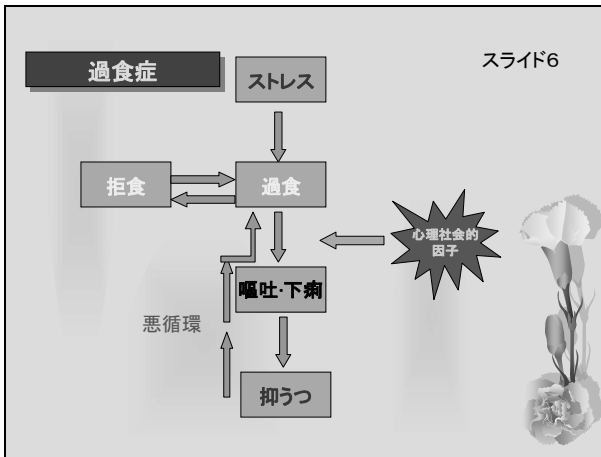 スライド6
過食症
ストレス
拒食
過食
心理社会的
因子
嘔吐・下痢
悪循環
抑うつ